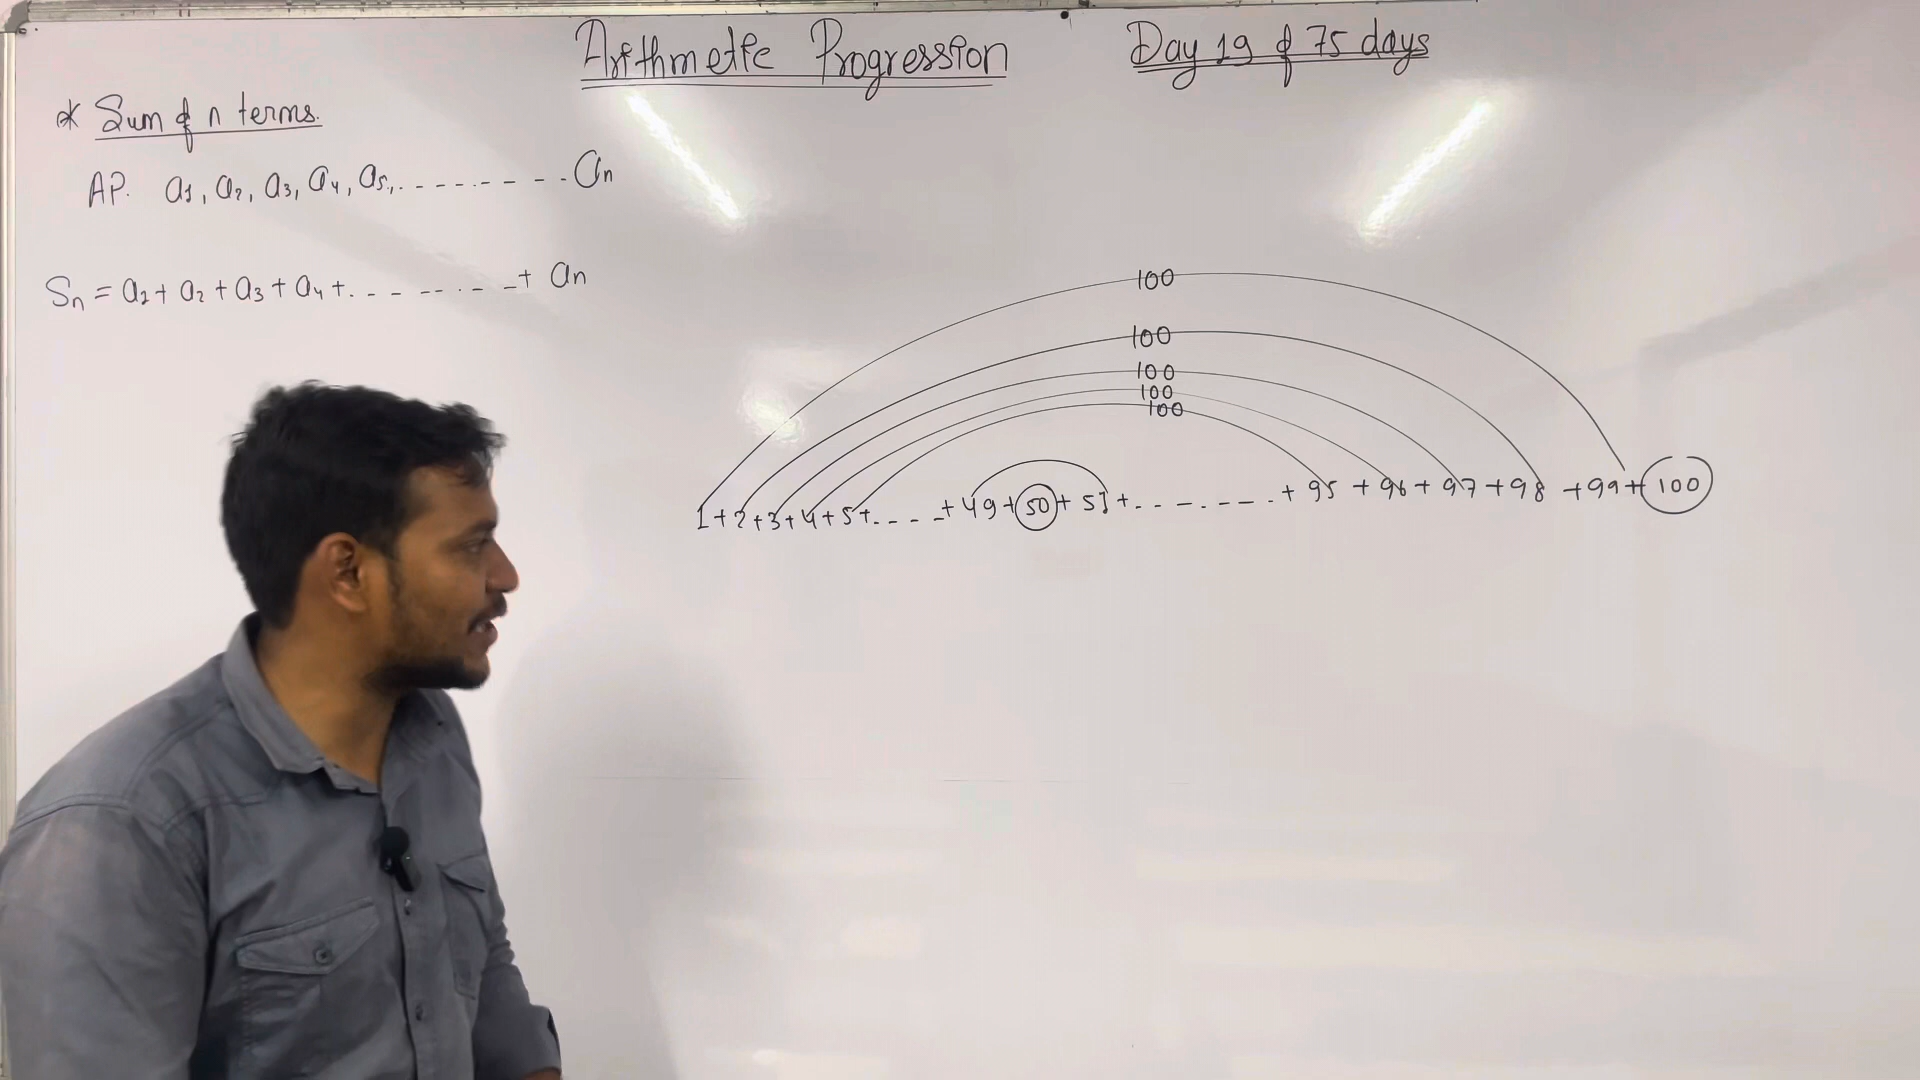 Arithmetic Progression Day 19 of 75 days
* Sum of n terms.
AP. a1, a2, a3, a4, a5, . - - - - - - - - . an
Sn = a1 + a2 + a3 + a4 + . - - - - - . - - + an
100
100
100
100
100
1 + 2 + 3 + 4 + 5 + . - - - + 49 + 50 + 51 + . - - - . - - - . + 95 + 96 + 97 + 98 + 99 + 100